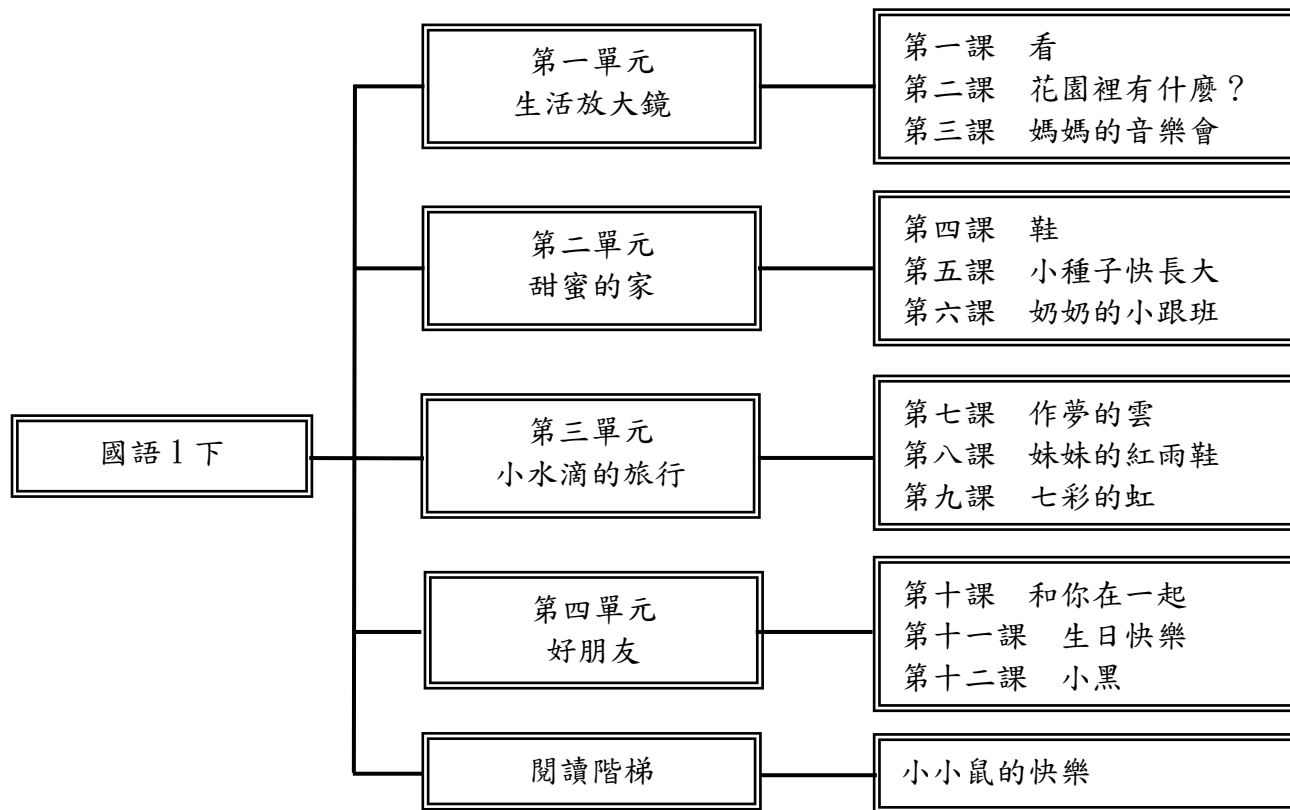 國語1下
第一單元
生活放大鏡
第一課　看
第二課　花園裡有什麼？
第三課　媽媽的音樂會
第二單元
甜蜜的家
第四課　鞋
第五課　小種子快長大
第六課　奶奶的小跟班
第三單元
小水滴的旅行
第七課　作夢的雲
第八課　妹妹的紅雨鞋
第九課　七彩的虹
第四單元
好朋友
第十課　和你在一起
第十一課　生日快樂
第十二課　小黑
閱讀階梯
小小鼠的快樂